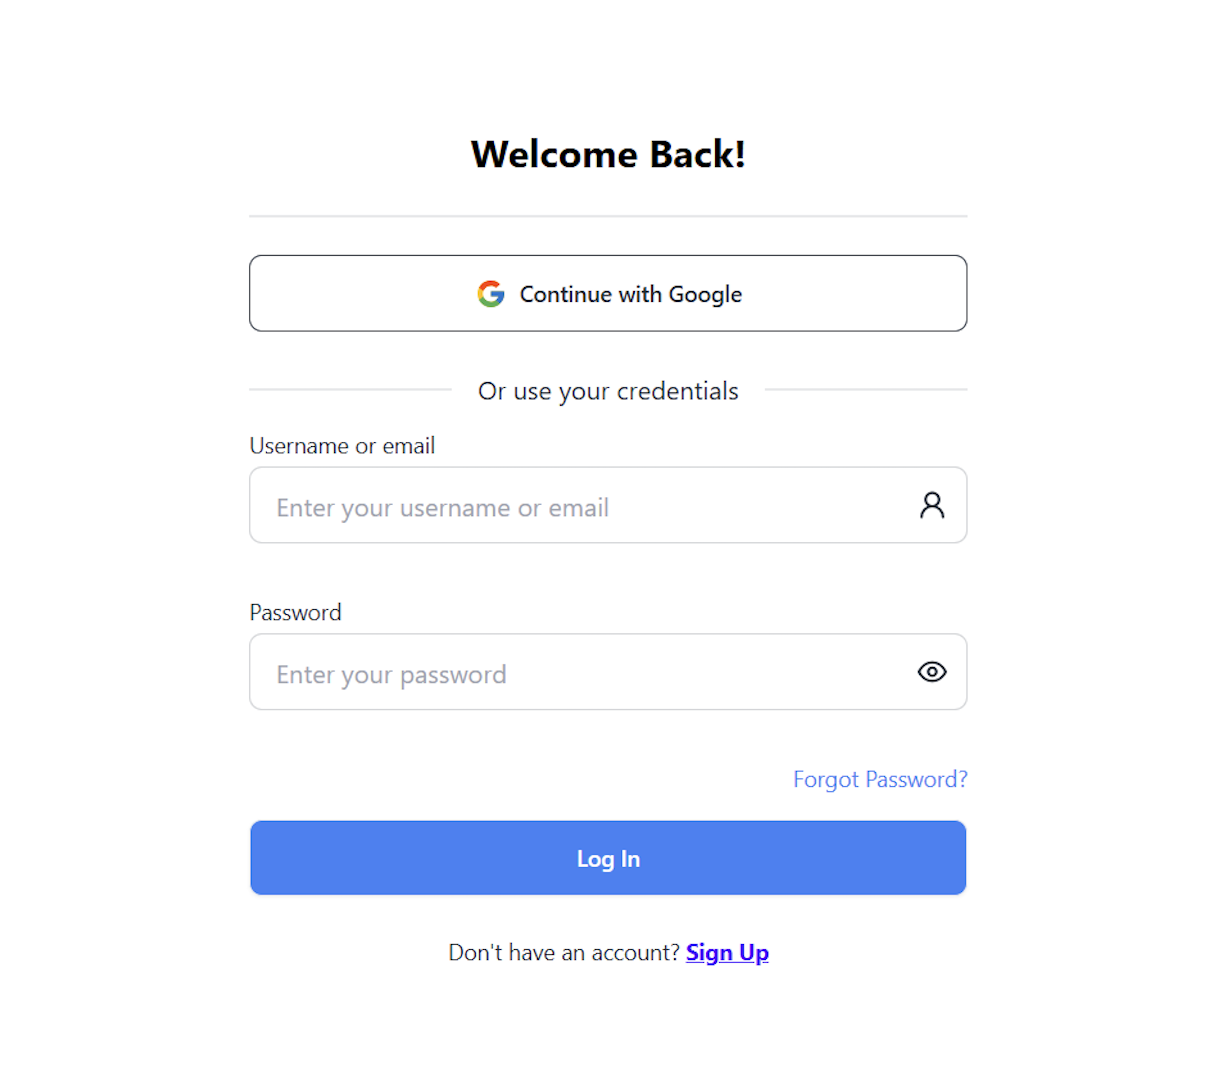 Welcome Back!
Continue with Google
Or use your credentials
Username or email
Enter your username or email
Password
Enter your password
Forgot Password?
Log In
Don't have an account? Sign Up